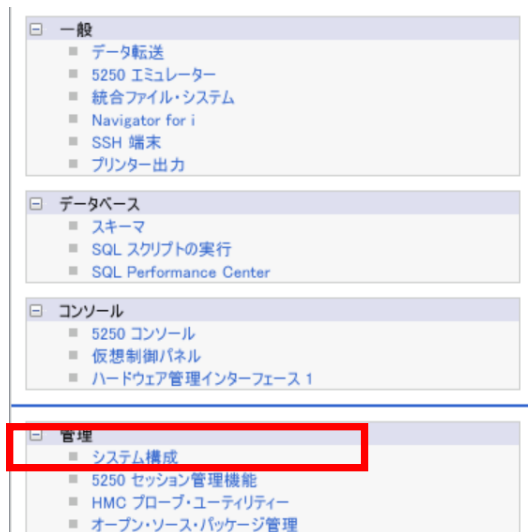 一般
データ転送
5250 エミュレーター
統合ファイル・システム
Navigator for i
SSH 端末
プリンター出力
データベース
スキーマ
SQL スクリプトの実行
SQL Performance Center
コンソール
5250 コンソール
仮想制御パネル
ハードウェア管理インターフェース 1
管理
システム構成
5250 セッション管理機能
HMC プローブ・ユーティリティー
オープン・ソース・パッケージ管理